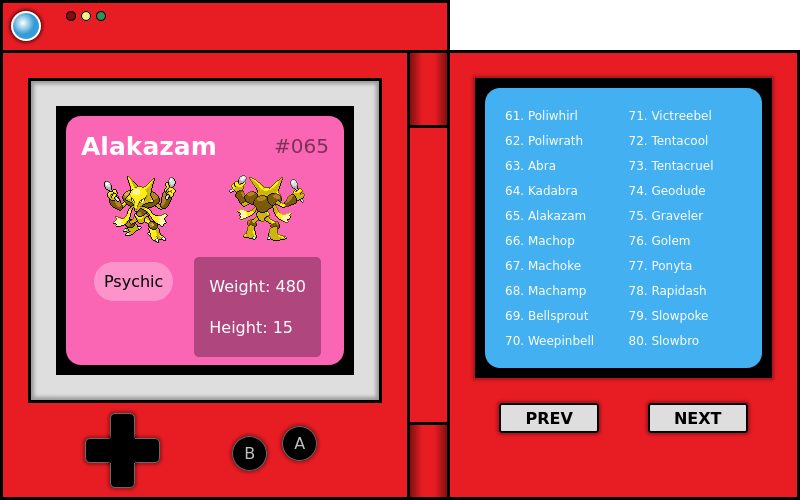 Alakazam #065
Psychic
Weight: 480
Height: 15
B A
61. Poliwhirl
62. Poliwrath
63. Abra
64. Kadabra
65. Alakazam
66. Machop
67. Machoke
68. Machamp
69. Bellsprout
70. Weepinbell
71. Victreebel
72. Tentacool
73. Tentacruel
74. Geodude
75. Graveler
76. Golem
77. Ponyta
78. Rapidash
79. Slowpoke
80. Slowbro
PREV NEXT